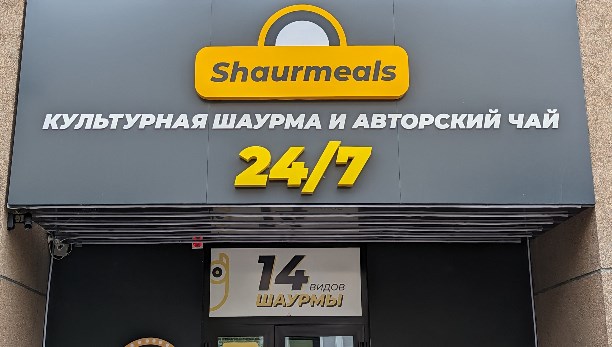 Shaurmeals
КУЛЬТУРНАЯ ШАУРМА И АВТОРСКИЙ ЧАЙ
24/7
14
ВИДОВ
ШАУРМЫ